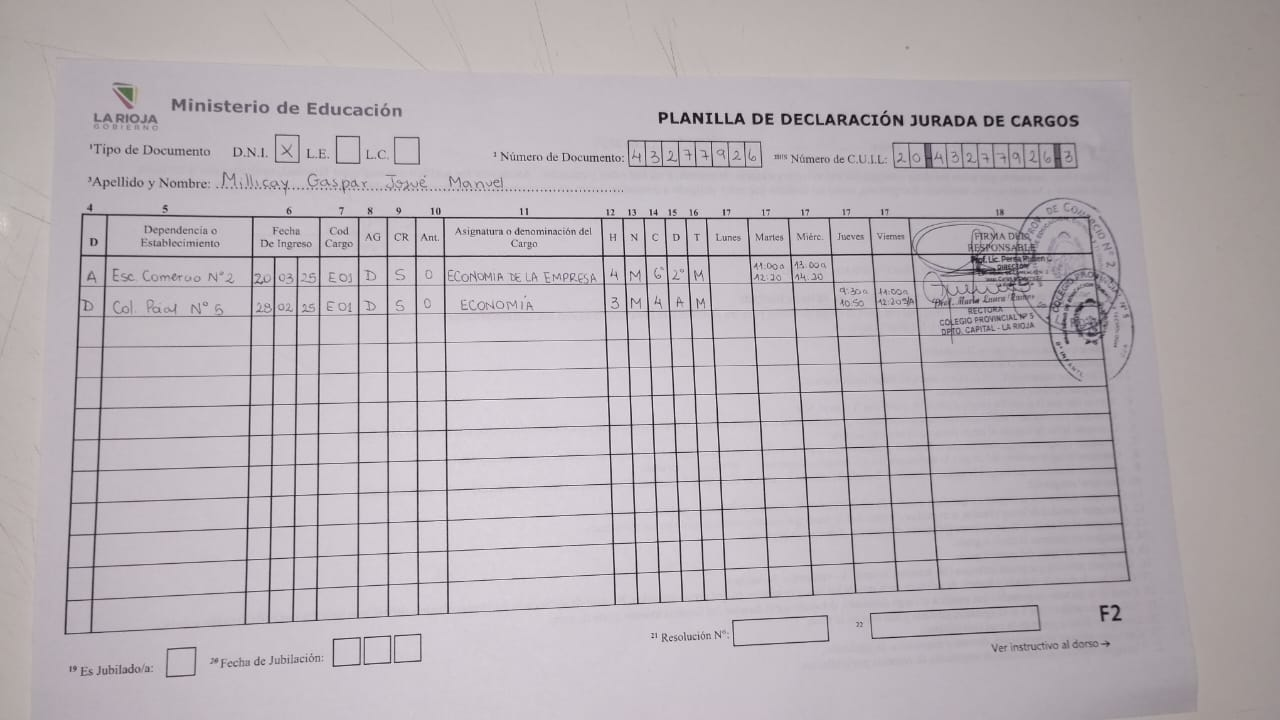 LA RIOJA
GOBIERNO
Ministerio de Educación
PLANILLA DE DECLARACIÓN JURADA DE CARGOS
¹Tipo de Documento D.N.I. X L.E. L.C. ² Número de Documento: 43277926 Número de C.U.I.L: 20-43277926-3
³Apellido y Nombre: Millicay Gaspar Josué Manuel
4 5 6 7 8 9 10 11 12 13 14 15 16 17 17 17 17 17 18
D Dependencia o Establecimiento Fecha De Ingreso Cod Cargo AG CR Ant. Asignatura o denominación del Cargo H N C D T Lunes Martes Miérc. Jueves Viernes FIRMA DEL RESPONSABLE
A Esc. Comercio N°2 20 03 25 E01 D S 0 ECONOMIA DE LA EMPRESA 4 M 6° 2° M 11:00 a 12:20 13:00 a 14:20
D Col. Pcial N° 5 28 02 25 E01 D S 0 ECONOMÍA 3 M 4 A M 9:30 a 10:50 11:00 a 12:20
DIRECTOR
Prof. María Laura
RECTORA
COLEGIO PROVINCIAL Nº 5
DPTO. CAPITAL - LA RIOJA
¹⁹ Es Jubilado/a: ²⁰ Fecha de Jubilación: ²¹ Resolución N°: ²² F2
Ver instructivo al dorso →